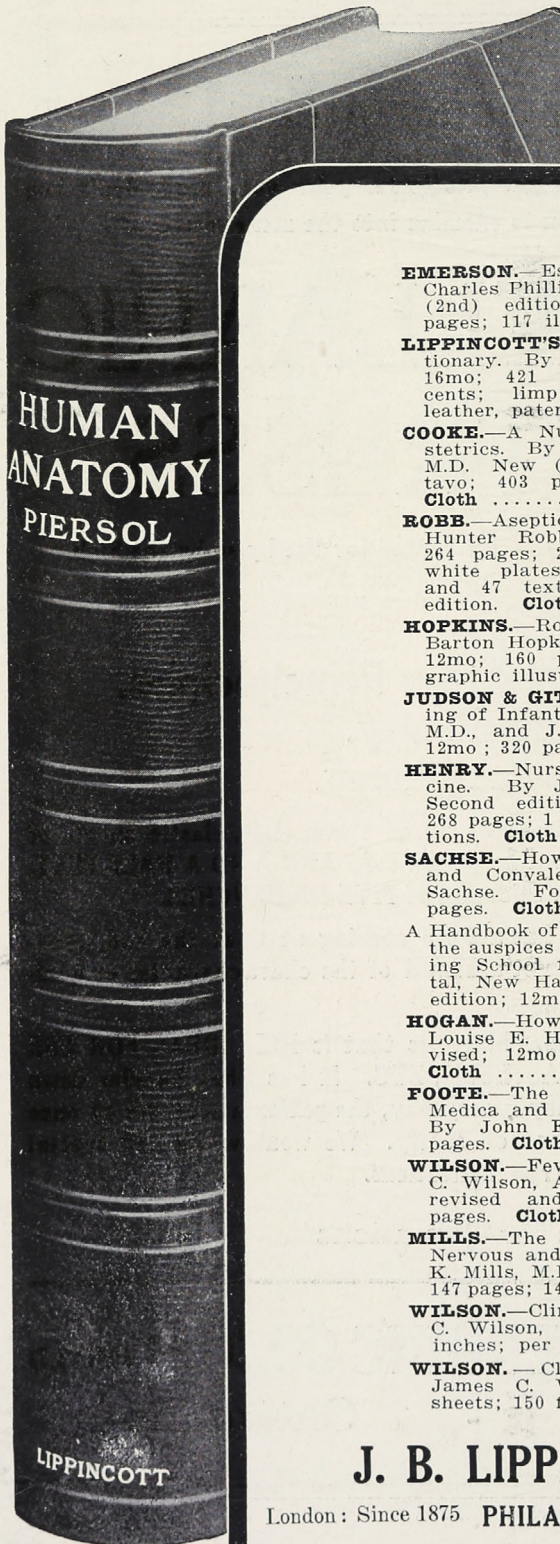 HUMAN
ANATOMY
PIERSOL
LIPPINCOTT
EMERSON.—Es
Charles Philli
(2nd) editio
pages; 117 il
LIPPINCOTT'S
tionary. By
16mo; 421
cents; limp
leather, paten
COOKE.—A Nu
stetrics. By
M.D. New (
tavo; 403 p
Cloth ......
ROBB.—Aseptic
Hunter Robb
264 pages; 2
white plates
and 47 text
edition. Clot
HOPKINS.—Ro
Barton Hopk
12mo; 160 p
graphic illus
JUDSON & GIT
ing of Infant
M.D., and J.
12mo; 320 pa
HENRY.—Nurs
cine. By J
Second editi
268 pages; 1
tions. Cloth
SACHSE.—How
and Convale
Sachse. Fo
pages. Cloth
A Handbook of
the auspices
ing School
tal, New Ha
edition; 12m
HOGAN.—How
Louise E. H
vised; 12mo
Cloth ......
FOOTE.—The
Medica and
By John F
pages. Cloth
WILSON.—Fev
C. Wilson, A
revised and
pages. Cloth
MILLS.—The
Nervous and
K. Mills, M.D
147 pages; 14
WILSON.—Clin
C. Wilson,
inches; per
WILSON. — Cl
James C. W
sheets; 150 f
J. B. LIPP
London: Since 1875 PHILA